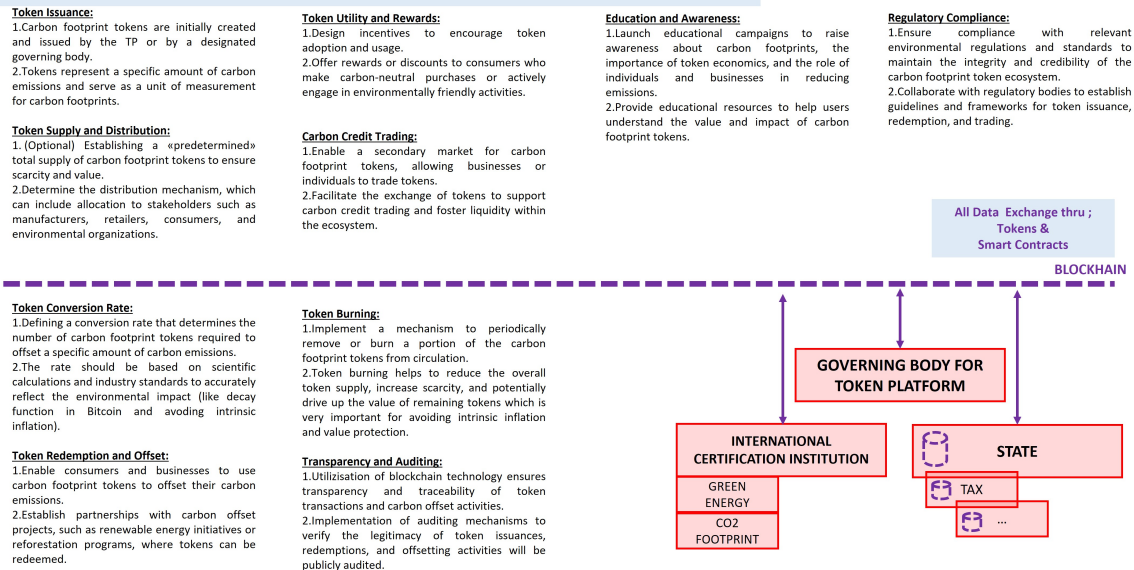 Token Issuance:
1.Carbon footprint tokens are initially created
and issued by the TP or by a designated
governing body.
2.Tokens represent a specific amount of carbon
emissions and serve as a unit of measurement
for carbon footprints.
Token Supply and Distribution:
1. (Optional) Establishing a «predetermined»
total supply of carbon footprint tokens to ensure
scarcity and value.
2.Determine the distribution mechanism, which
can include allocation to stakeholders such as
manufacturers, retailers, consumers, and
environmental organizations.
Token Utility and Rewards:
1.Design incentives to encourage token
adoption and usage.
2.Offer rewards or discounts to consumers who
make carbon-neutral purchases or actively
engage in environmentally friendly activities.
Carbon Credit Trading:
1.Enable a secondary market for carbon
footprint tokens, allowing businesses or
individuals to trade tokens.
2.Facilitate the exchange of tokens to support
carbon credit trading and foster liquidity within
the ecosystem.
Education and Awareness:
1.Launch educational campaigns to raise
awareness about carbon footprints, the
importance of token economics, and the role of
individuals and businesses in reducing
emissions.
2.Provide educational resources to help users
understand the value and impact of carbon
footprint tokens.
Regulatory Compliance:
1.Ensure compliance with relevant
environmental regulations and standards to
maintain the integrity and credibility of the
carbon footprint token ecosystem.
2.Collaborate with regulatory bodies to establish
guidelines and frameworks for token issuance,
redemption, and trading.
All Data Exchange thru ;
Tokens &
Smart Contracts
BLOCKHAIN
Token Conversion Rate:
1.Defining a conversion rate that determines the
number of carbon footprint tokens required to
offset a specific amount of carbon emissions.
2.The rate should be based on scientific
calculations and industry standards to accurately
reflect the environmental impact (like decay
function in Bitcoin and avoding intrinsic
inflation).
Token Redemption and Offset:
1.Enable consumers and businesses to use
carbon footprint tokens to offset their carbon
emissions.
2.Establish partnerships with carbon offset
projects, such as renewable energy initiatives or
reforestation programs, where tokens can be
redeemed.
Token Burning:
1.Implement a mechanism to periodically
remove or burn a portion of the carbon
footprint tokens from circulation.
2.Token burning helps to reduce the overall
token supply, increase scarcity, and potentially
drive up the value of remaining tokens which is
very important for avoiding intrinsic inflation
and value protection.
Transparency and Auditing:
1.Utilizisation of blockchain technology ensures
transparency and traceability of token
transactions and carbon offset activities.
2.Implementation of auditing mechanisms to
verify the legitimacy of token issuances,
redemptions, and offsetting activities will be
publicly audited.
GOVERNING BODY FOR
TOKEN PLATFORM
INTERNATIONAL
CERTIFICATION INSTITUTION
GREEN
ENERGY
CO2
FOOTPRINT
STATE
TAX
...